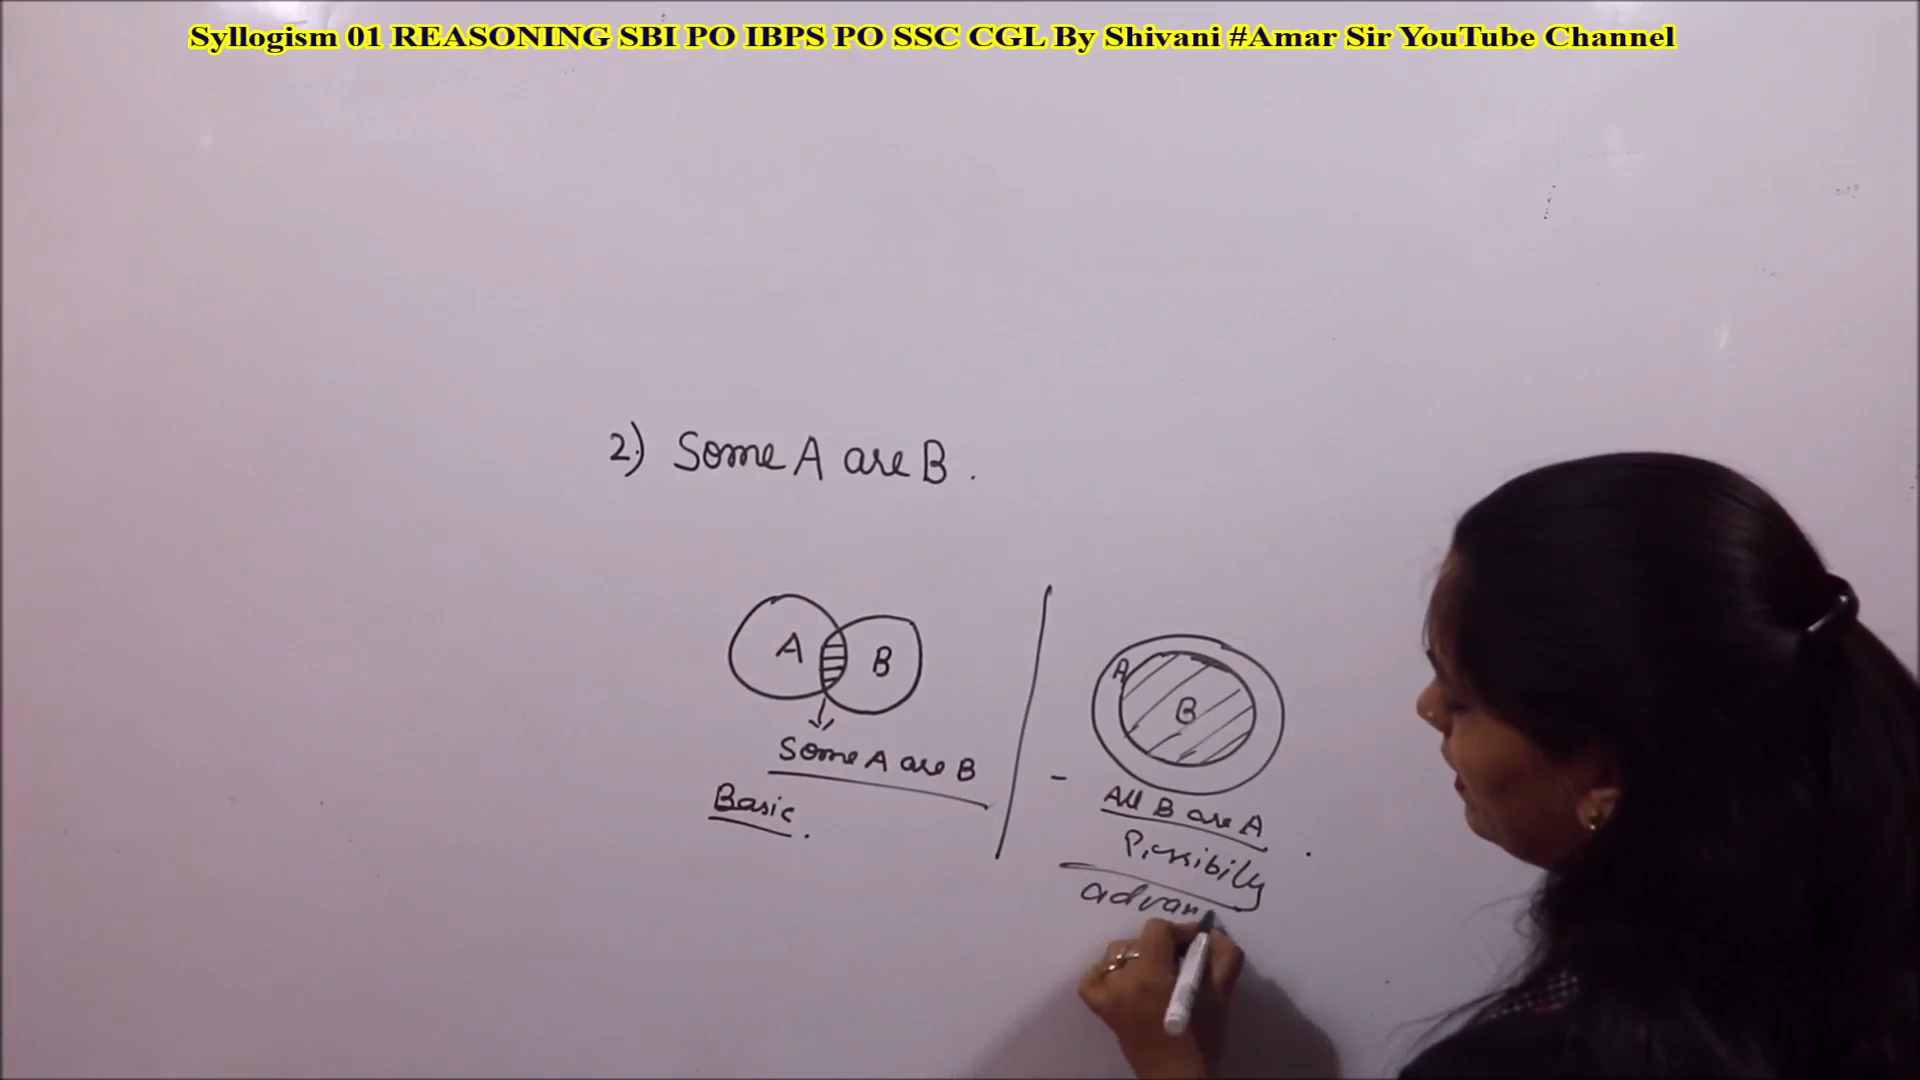 Syllogism 01 REASONING SBI PO IBPS PO SSC CGL By Shivani #Amar Sir YouTube Channel
2.) Some A are B.
A
B
Some A are B
Basic.
A
B
- All B are A
Possibily
advan